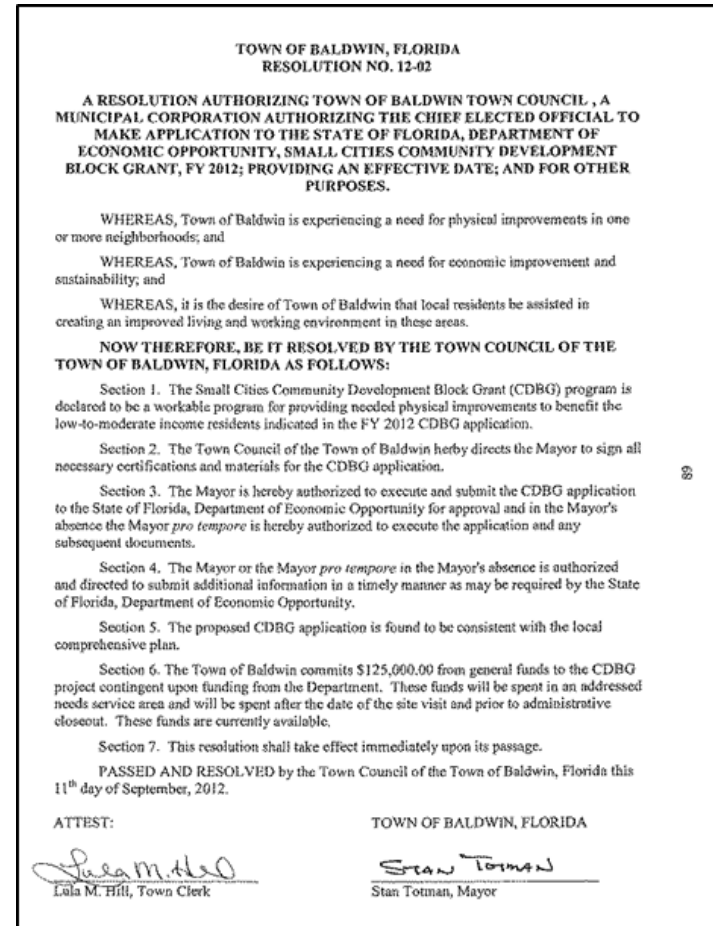 TOWN OF BALDWIN, FLORIDA
RESOLUTION NO. 12-02
A RESOLUTION AUTHORIZING TOWN OF BALDWIN TOWN COUNCIL , A
MUNICIPAL CORPORATION AUTHORIZING THE CHIEF ELECTED OFFICIAL TO
MAKE APPLICATION TO THE STATE OF FLORIDA, DEPARTMENT OF
ECONOMIC OPPORTUNITY, SMALL CITIES COMMUNITY DEVELOPMENT
BLOCK GRANT, FY 2012; PROVIDING AN EFFECTIVE DATE; AND FOR OTHER
PURPOSES.
WHEREAS, Town of Baldwin is experiencing a need for physical improvements in one
or more neighborhoods; and
WHEREAS, Town of Baldwin is experiencing a need for economic improvement and
sustainability; and
WHEREAS, it is the desire of Town of Baldwin that local residents be assisted in
creating an improved living and working environment in these areas.
NOW THEREFORE, BE IT RESOLVED BY THE TOWN COUNCIL OF THE
TOWN OF BALDWIN, FLORIDA AS FOLLOWS:
Section 1. The Small Cities Community Development Block Grant (CDBG) program is
declared to be a workable program for providing needed physical improvements to benefit the
low-to-moderate income residents indicated in the FY 2012 CDBG application.
Section 2. The Town Council of the Town of Baldwin herby directs the Mayor to sign all
necessary certifications and materials for the CDBG application.
Section 3. The Mayor is hereby authorized to execute and submit the CDBG application
to the State of Florida, Department of Economic Opportunity for approval and in the Mayor's
absence the Mayor pro tempore is hereby authorized to execute the application and any
subsequent documents.
Section 4. The Mayor or the Mayor pro tempore in the Mayor's absence is authorized
and directed to submit additional information in a timely manner as may be required by the State
of Florida, Department of Economic Opportunity.
Section 5. The proposed CDBG application is found to be consistent with the local
comprehensive plan.
Section 6. The Town of Baldwin commits $125,000.00 from general funds to the CDBG
project contingent upon funding from the Department. These funds will be spent in an addressed
needs service area and will be spent after the date of the site visit and prior to administrative
closeout. These funds are currently available.
Section 7. This resolution shall take effect immediately upon its passage.
PASSED AND RESOLVED by the Town Council of the Town of Baldwin, Florida this
11th day of September, 2012.
ATTEST:
TOWN OF BALDWIN, FLORIDA
Lula M. Hill
Stan Totman
Lula M. Hill, Town Clerk
Stan Totman, Mayor